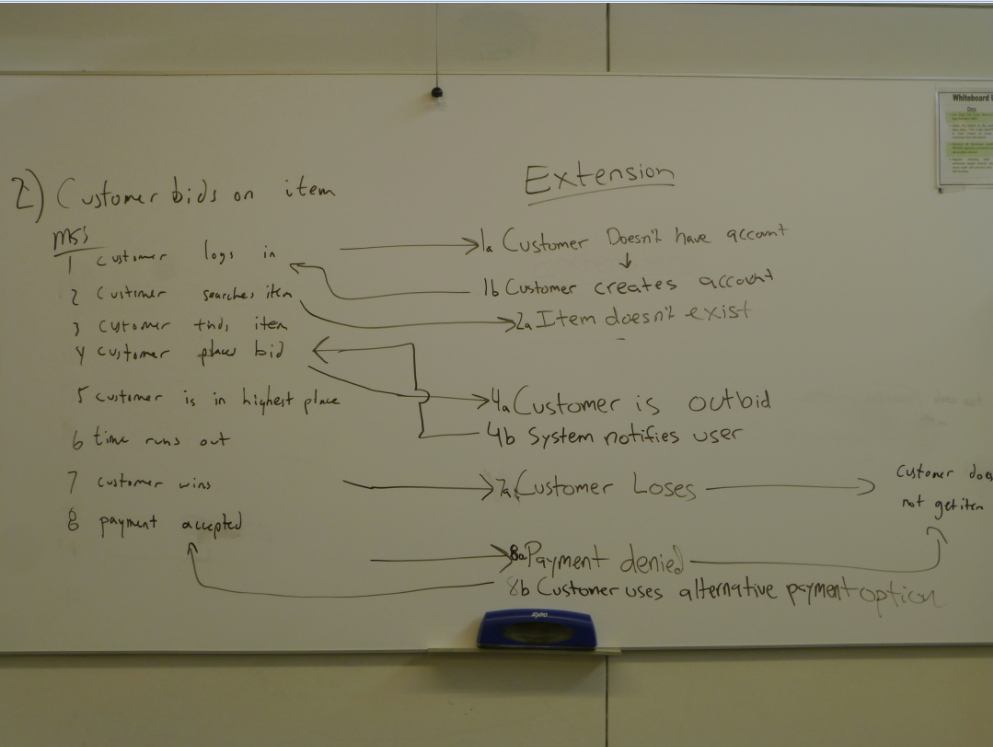 2) Customer bids on item
MSS
1 customer logs in
2 Customer searches item
3 customer finds item
4 customer places bid
5 customer is in highest place
6 time runs out
7 customer wins
8 payment accepted
Extension
1a Customer Doesn't have account
1b Customer creates account
2a Item doesn't exist
4a Customer is outbid
4b System notifies user
7a Customer Loses
Customer does
not get item
8a Payment denied
8b Customer uses alternative payment option
EXPO
Whiteboard